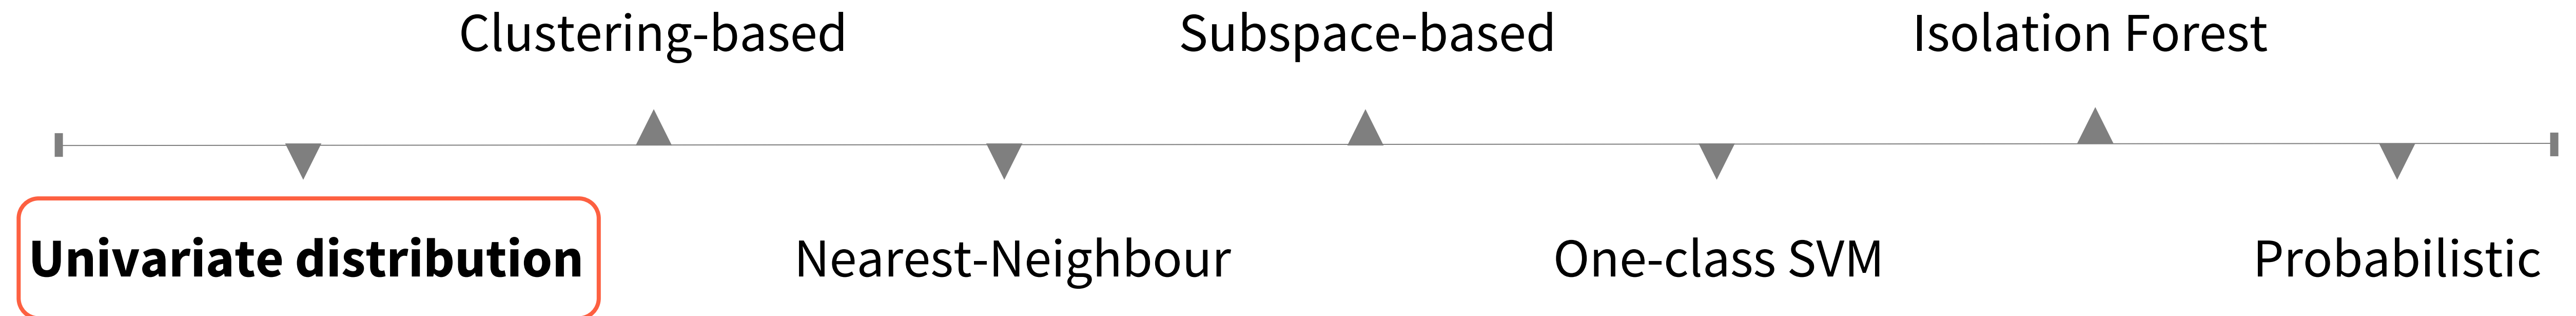 Clustering-based
Subspace-based
Isolation Forest
Univariate distribution
Nearest-Neighbour
One-class SVM
Probabilistic